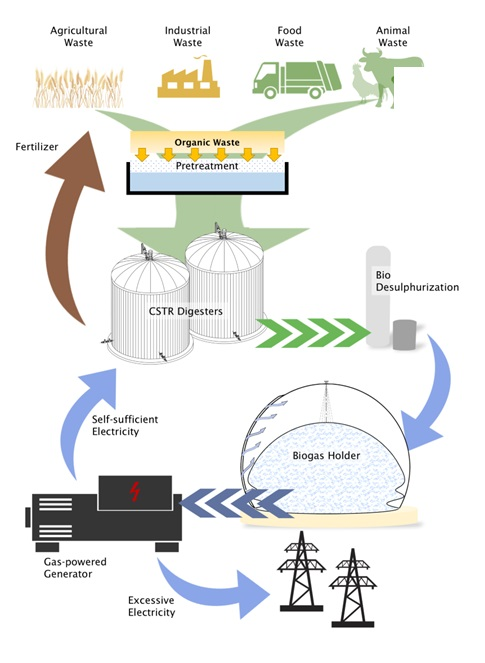 Agricultural
Waste
Industrial
Waste
Food
Waste
Animal
Waste
Fertilizer
Organic Waste
Pretreatment
CSTR Digesters
Bio
Desulphurization
Self-sufficient
Electricity
Biogas Holder
Gas-powered
Generator
Excessive
Electricity